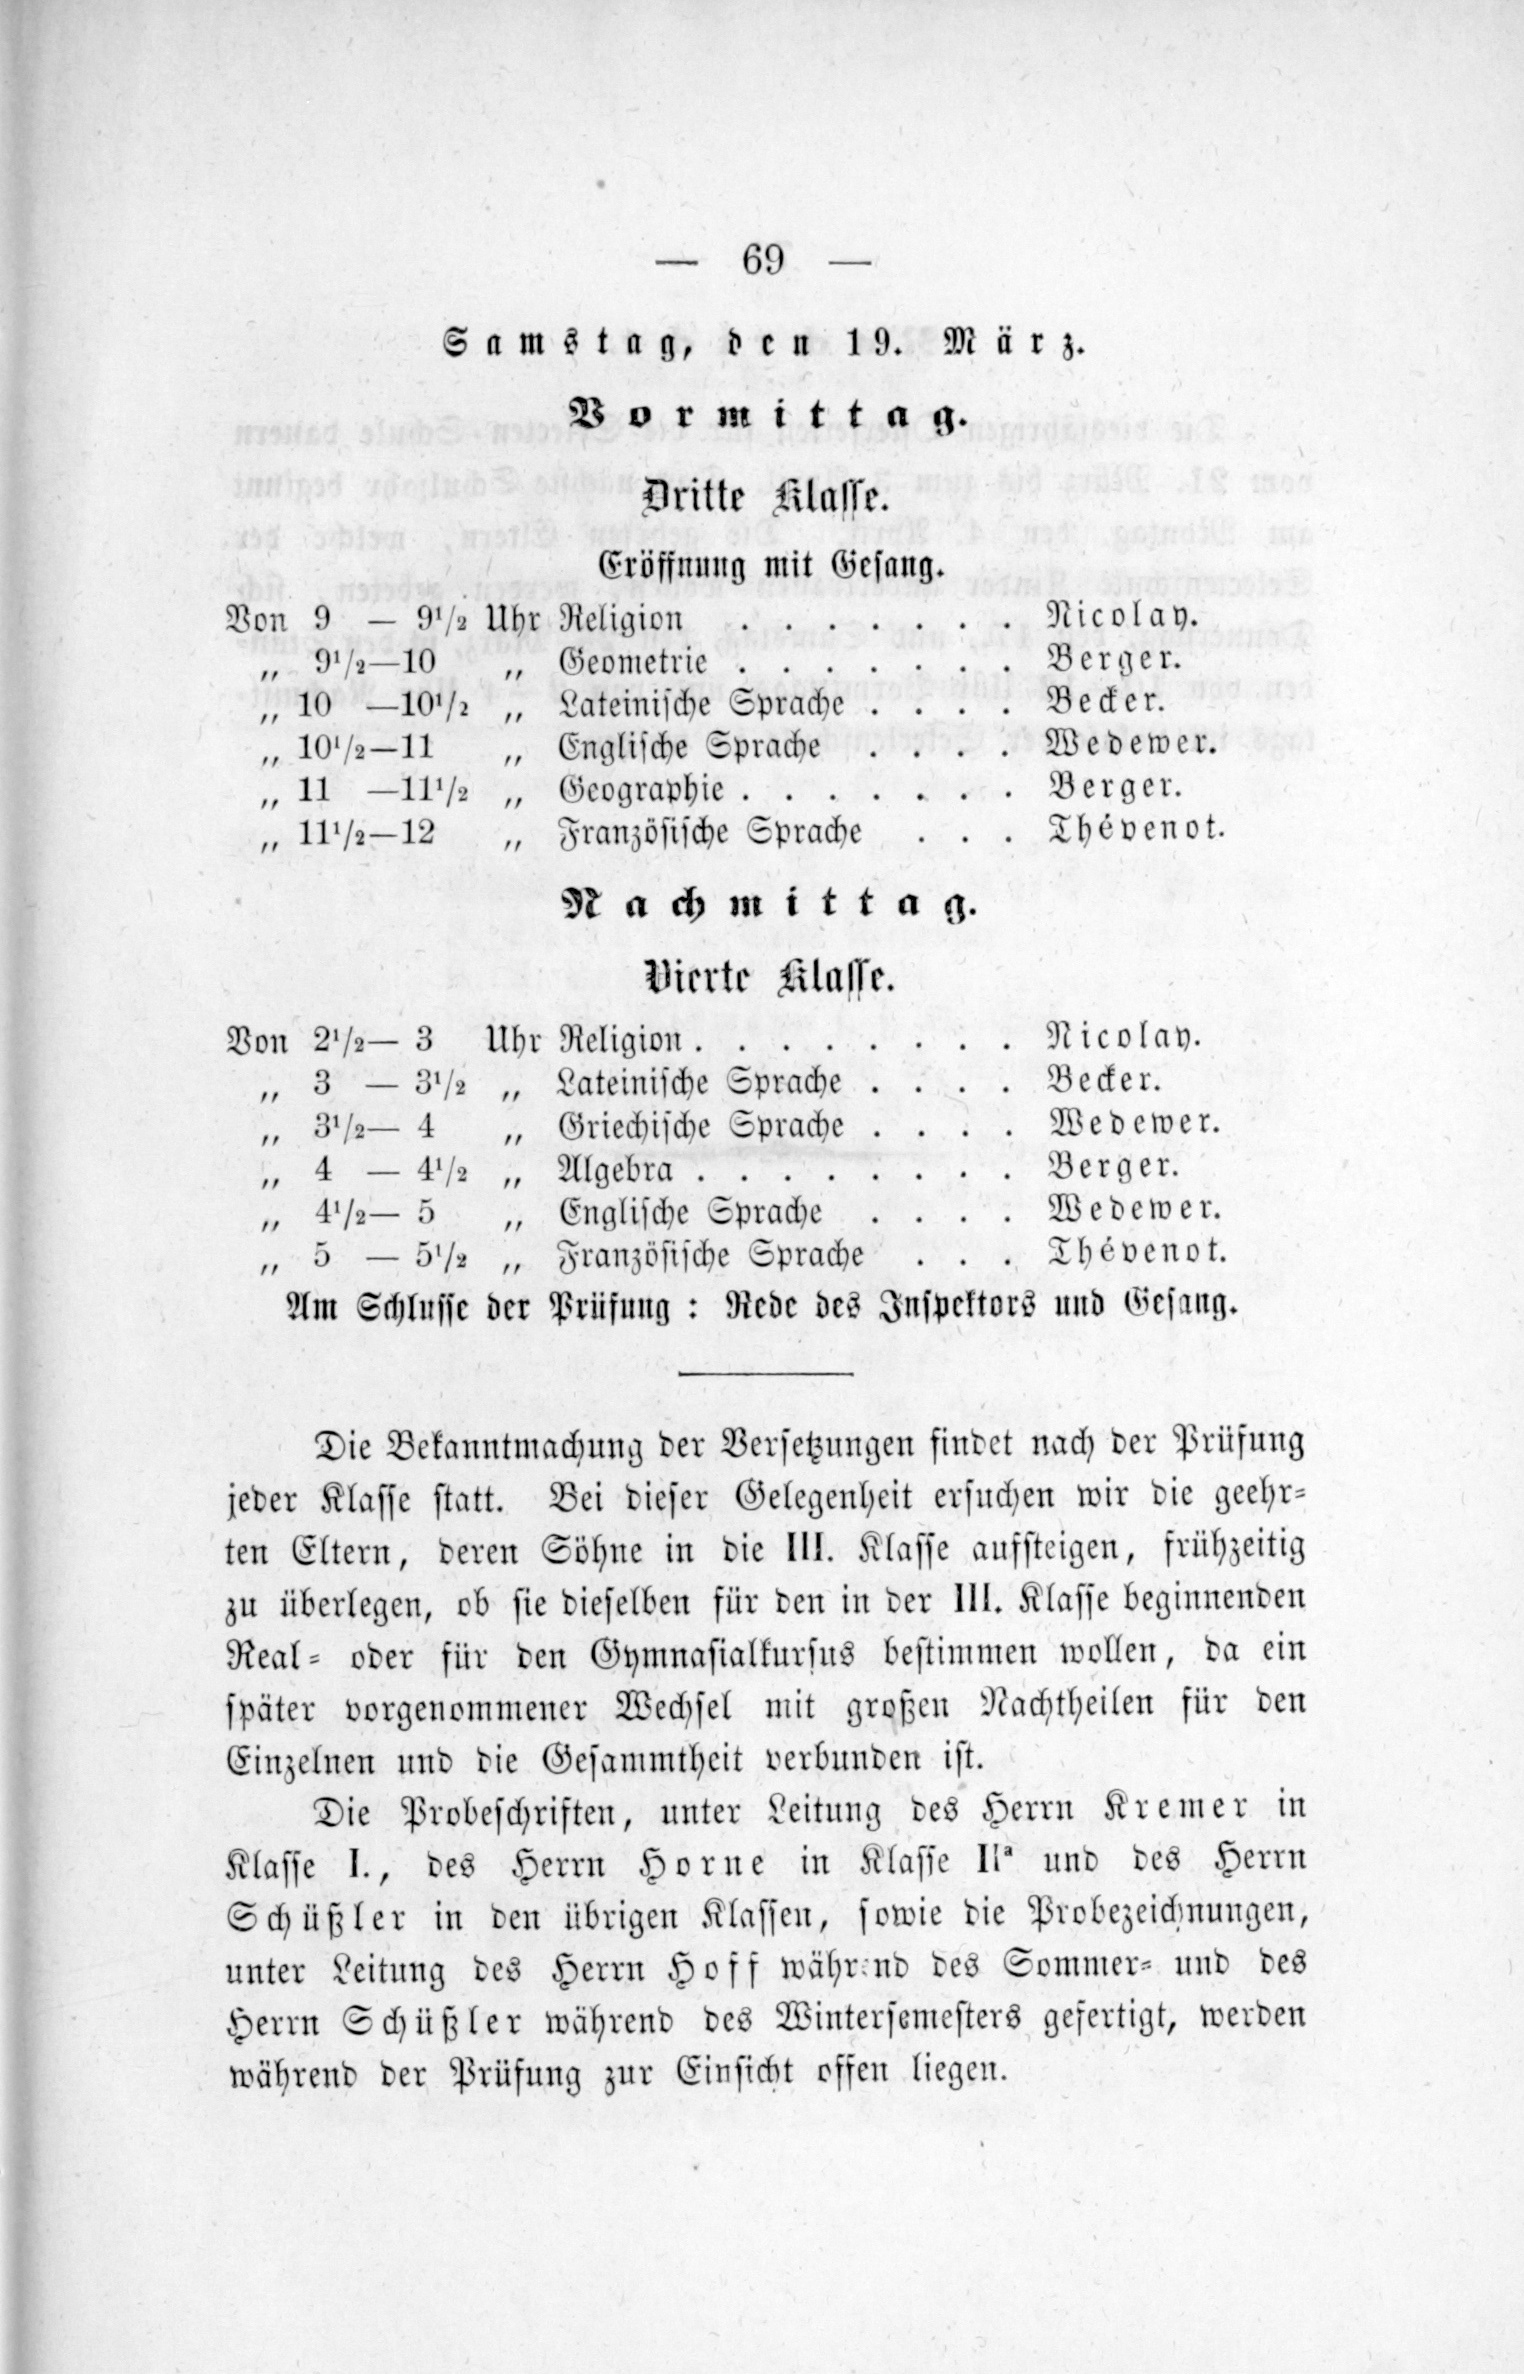 — 69 —
Samstag, den 19. März.
Vormittag.
Dritte Klasse.
Eröffnung mit Gesang.
Von 9 — 9½ Uhr Religion . . . . . . . Nicolay.
„ 9½—10 „ Geometrie . . . . . . . Berger.
„ 10 —10½ „ Lateinische Sprache . . . . Becker.
„ 10½—11 „ Englische Sprache . . . . Wedewer.
„ 11 —11½ „ Geographie . . . . . . . Berger.
„ 11½—12 „ Französische Sprache . . . Thévenot.
Nachmittag.
Vierte Klasse.
Von 2½— 3 Uhr Religion . . . . . . . . Nicolay.
„ 3 — 3½ „ Lateinische Sprache . . . . Becker.
„ 3½— 4 „ Griechische Sprache . . . . Wedewer.
„ 4 — 4½ „ Algebra . . . . . . . . Berger.
„ 4½— 5 „ Englische Sprache . . . . Wedewer.
„ 5 — 5½ „ Französische Sprache . . . Thévenot.
Am Schlusse der Prüfung: Rede des Inspektors und Gesang.
Die Bekanntmachung der Versetzungen findet nach der Prüfung
jeder Klasse statt. Bei dieser Gelegenheit ersuchen wir die geehr-
ten Eltern, deren Söhne in die III. Klasse aufsteigen, frühzeitig
zu überlegen, ob sie dieselben für den in der III. Klasse beginnenden
Real- oder für den Gymnasialkursus bestimmen wollen, da ein
später vorgenommener Wechsel mit großen Nachtheilen für den
Einzelnen und die Gesammtheit verbunden ist.
Die Probeschriften, unter Leitung des Herrn Kremer in
Klasse I., des Herrn Horne in Klasse IIª und des Herrn
Schüßler in den übrigen Klassen, sowie die Probezeichnungen,
unter Leitung des Herrn Hoff während des Sommer- und des
Herrn Schüßler während des Wintersemesters gefertigt, werden
während der Prüfung zur Einsicht offen liegen.